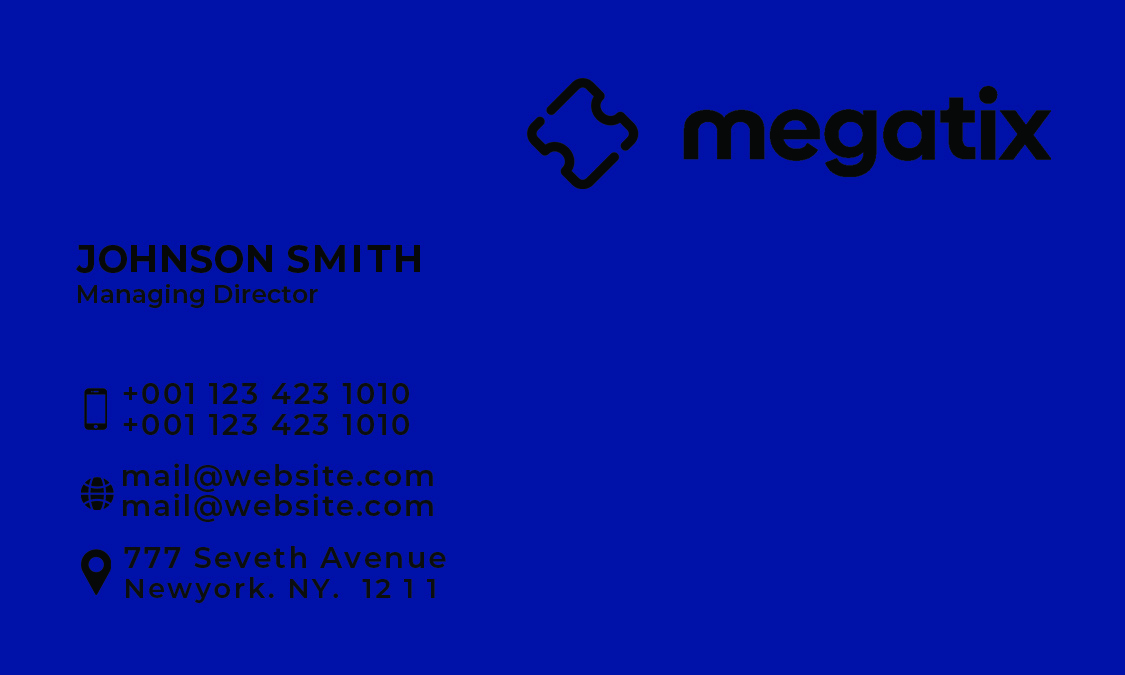 megatix
JOHNSON SMITH
Managing Director
+001 123 423 1010
+001 123 423 1010
mail@website.com
mail@website.com
777 Seveth Avenue
Newyork. NY. 12 1 1